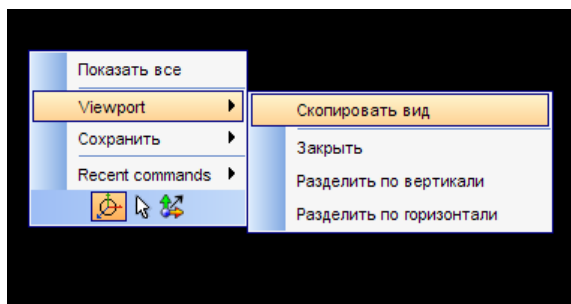 Показать все
Viewport
Сохранить
Recent commands
Скопировать вид
Закрыть
Разделить по вертикали
Разделить по горизонтали